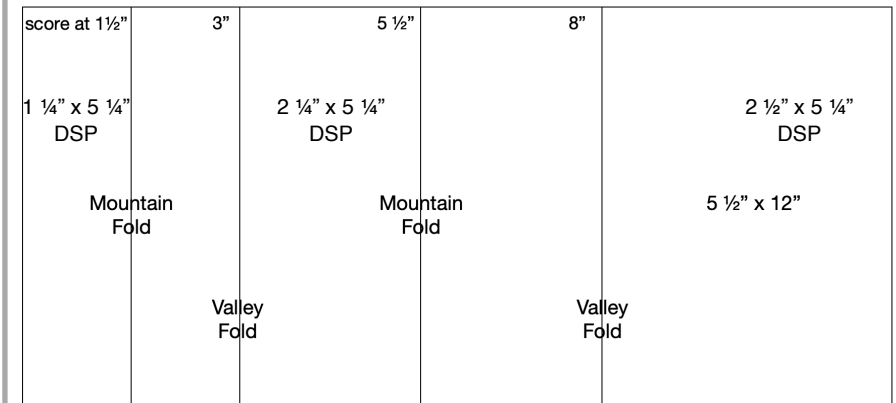 score at 1½” 3” 5 ½” 8”
1 ¼” x 5 ¼” 2 ¼” x 5 ¼” 2 ½” x 5 ¼”
DSP DSP DSP
Mountain Mountain 5 ½” x 12”
Fold Fold
Valley Valley
Fold Fold